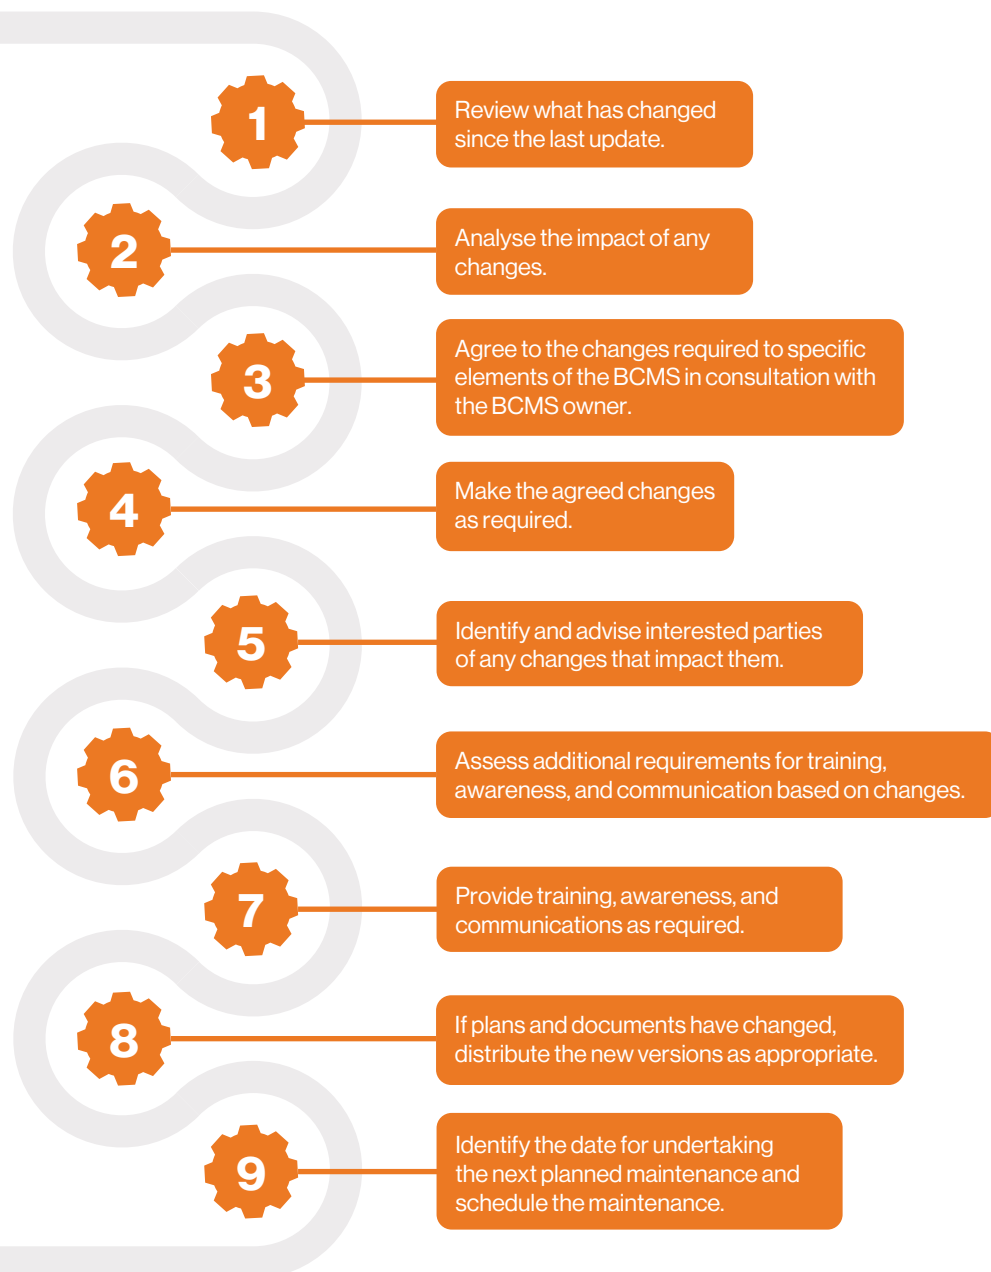 1
Review what has changed
since the last update.
2
Analyse the impact of any
changes.
3
Agree to the changes required to specific
elements of the BCMS in consultation with
the BCMS owner.
4
Make the agreed changes
as required.
5
Identify and advise interested parties
of any changes that impact them.
6
Assess additional requirements for training,
awareness, and communication based on changes.
7
Provide training, awareness, and
communications as required.
8
If plans and documents have changed,
distribute the new versions as appropriate.
9
Identify the date for undertaking
the next planned maintenance and
schedule the maintenance.